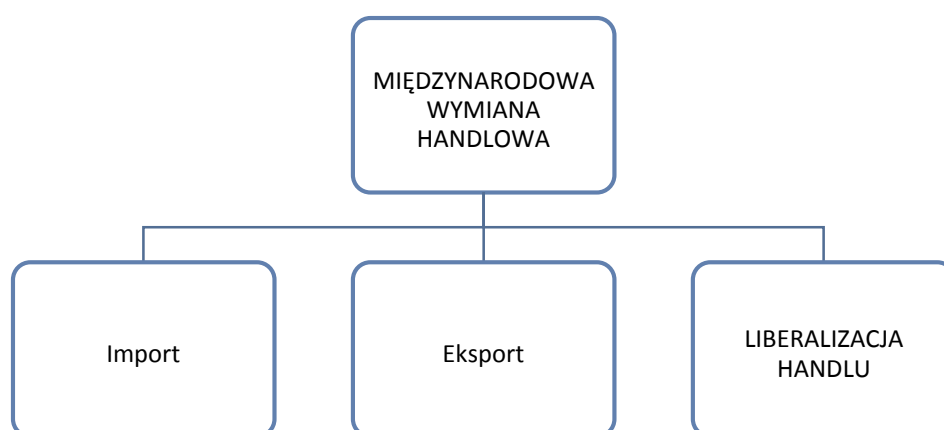 MIĘDZYNARODOWA
WYMIANA
HANDLOWA
Import
Eksport
LIBERALIZACJA
HANDLU